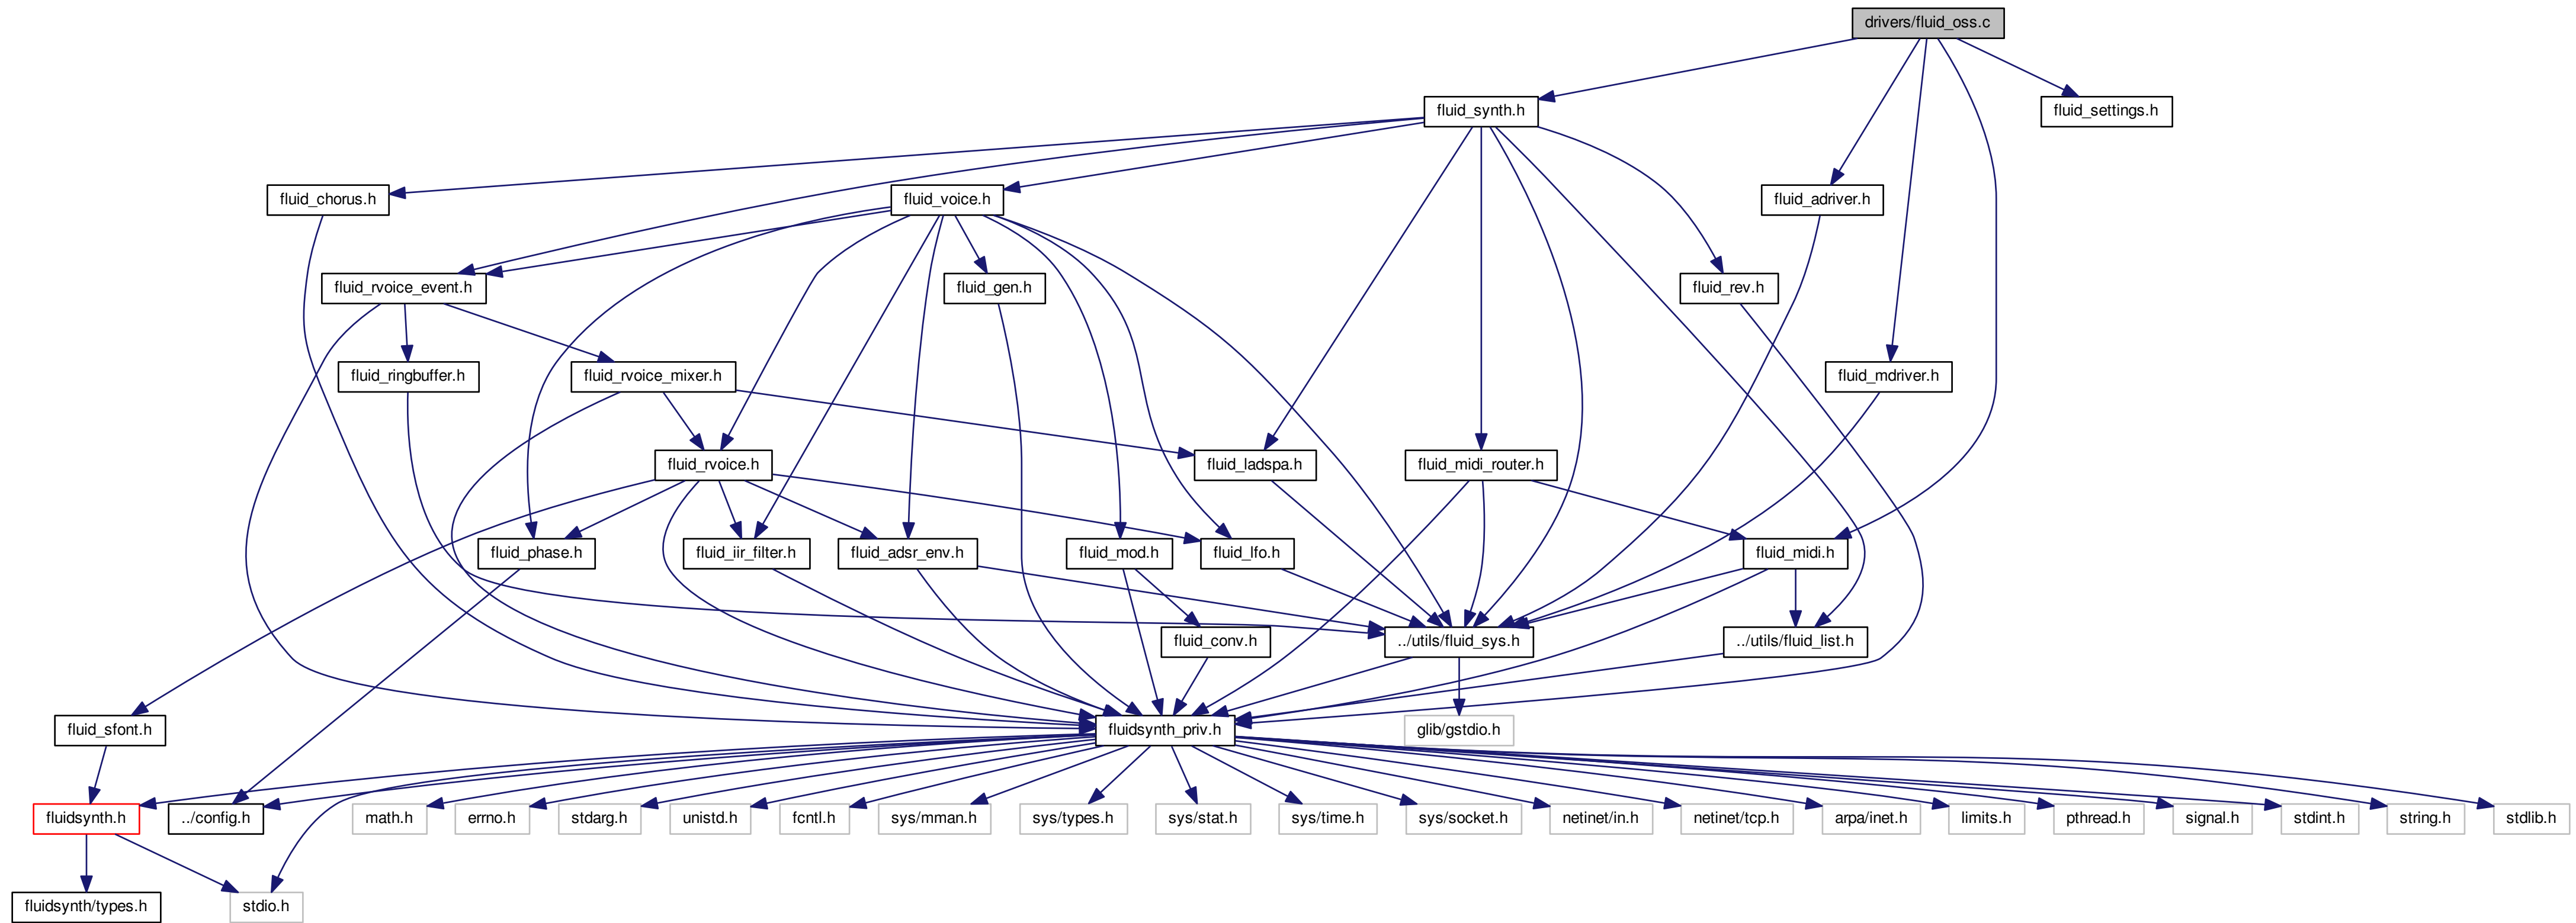 drivers/fluid_oss.c
fluid_synth.h
fluid_settings.h
fluid_chorus.h
fluid_voice.h
fluid_adriver.h
fluid_rvoice_event.h
fluid_gen.h
fluid_rev.h
fluid_ringbuffer.h
fluid_rvoice_mixer.h
fluid_mdriver.h
fluid_rvoice.h
fluid_ladspa.h
fluid_midi_router.h
fluid_phase.h
fluid_iir_filter.h
fluid_adsr_env.h
fluid_mod.h
fluid_lfo.h
fluid_midi.h
fluid_conv.h
../utils/fluid_sys.h
../utils/fluid_list.h
fluid_sfont.h
fluidsynth_priv.h
glib/gstdio.h
fluidsynth.h
../config.h
math.h
errno.h
stdarg.h
unistd.h
fcntl.h
sys/mman.h
sys/types.h
sys/stat.h
sys/time.h
sys/socket.h
netinet/in.h
netinet/tcp.h
arpa/inet.h
limits.h
pthread.h
signal.h
stdint.h
string.h
stdlib.h
fluidsynth/types.h
stdio.h